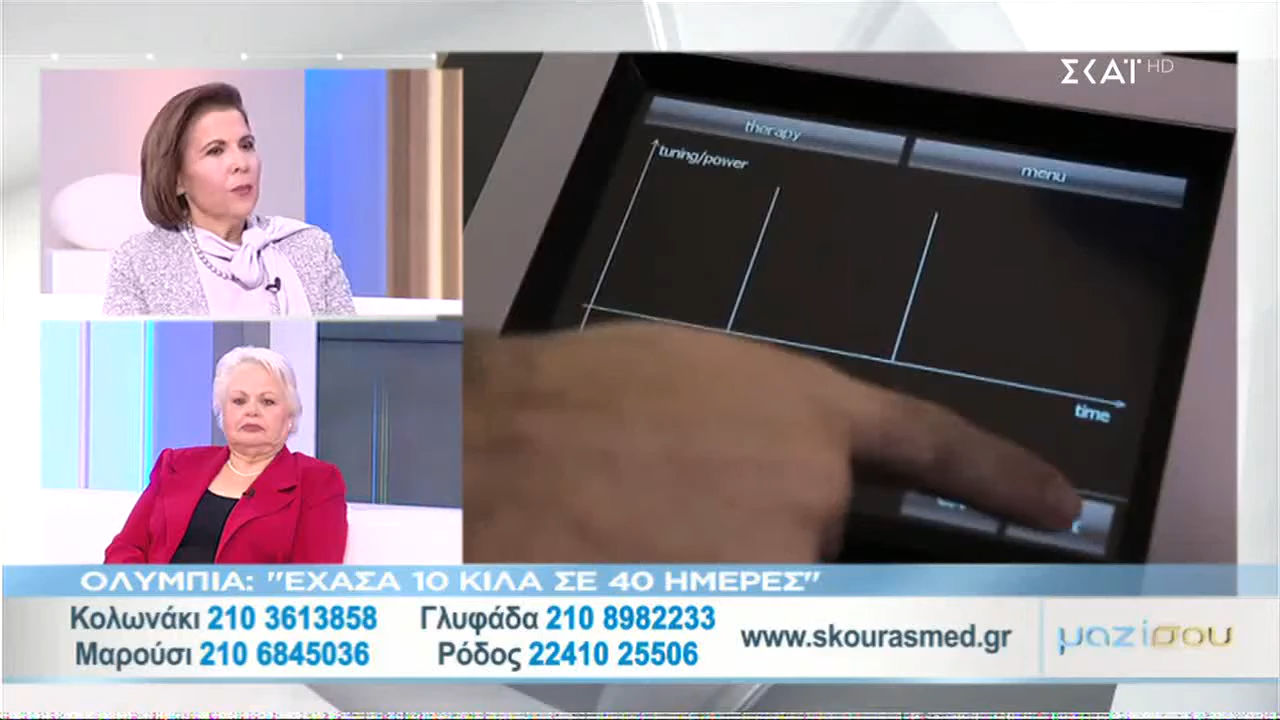 ΣΚΑΪ HD
therapy
menu
tuning/power
time
ΟΛΥΜΠΙΑ: "ΕΧΑΣΑ 10 ΚΙΛΑ ΣΕ 40 ΗΜΕΡΕΣ"
Κολωνάκι 210 3613858 Γλυφάδα 210 8982233
Μαρούσι 210 6845036 Ρόδος 22410 25506
www.skourasmed.gr
μαζί σου